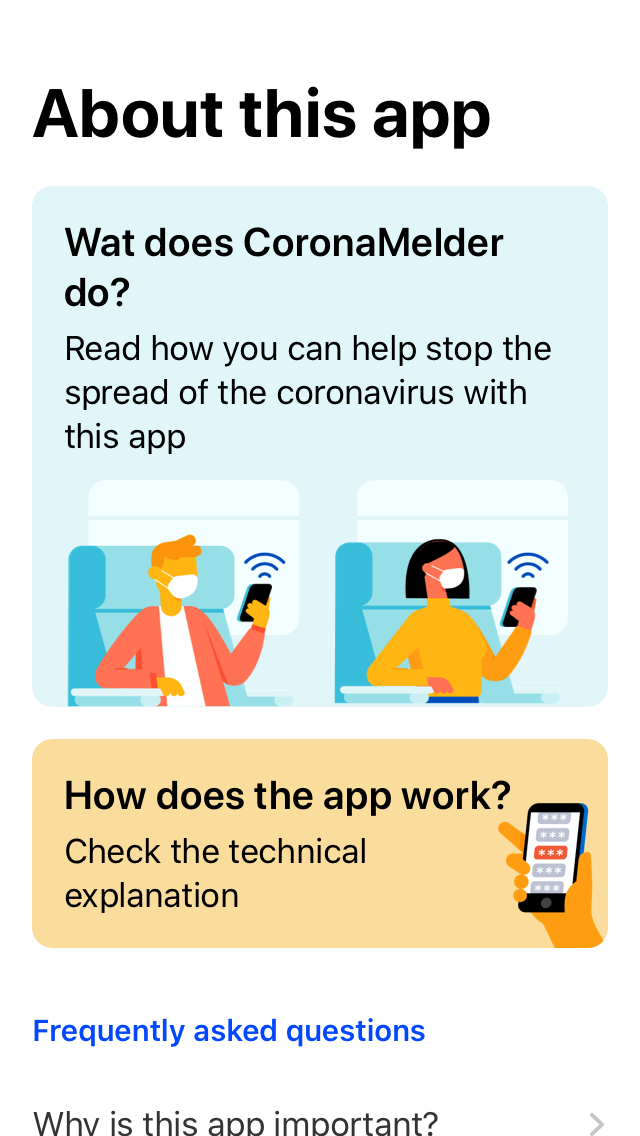 About this app
Wat does CoronaMelder
do?
Read how you can help stop the
spread of the coronavirus with
this app
How does the app work?
Check the technical
explanation
***
***
***
***
***
Frequently asked questions
Why is this app important?